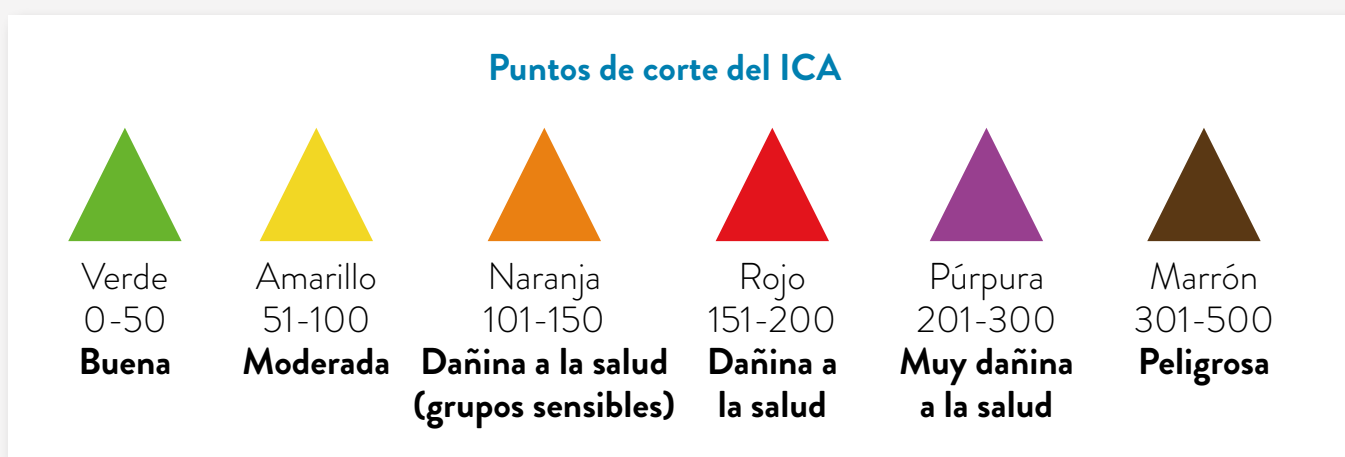 Puntos de corte del ICA
Verde
0-50
Buena
Amarillo
51-100
Moderada
Naranja
101-150
Dañina a la salud
(grupos sensibles)
Rojo
151-200
Dañina a
la salud
Púrpura
201-300
Muy dañina
a la salud
Marrón
301-500
Peligrosa